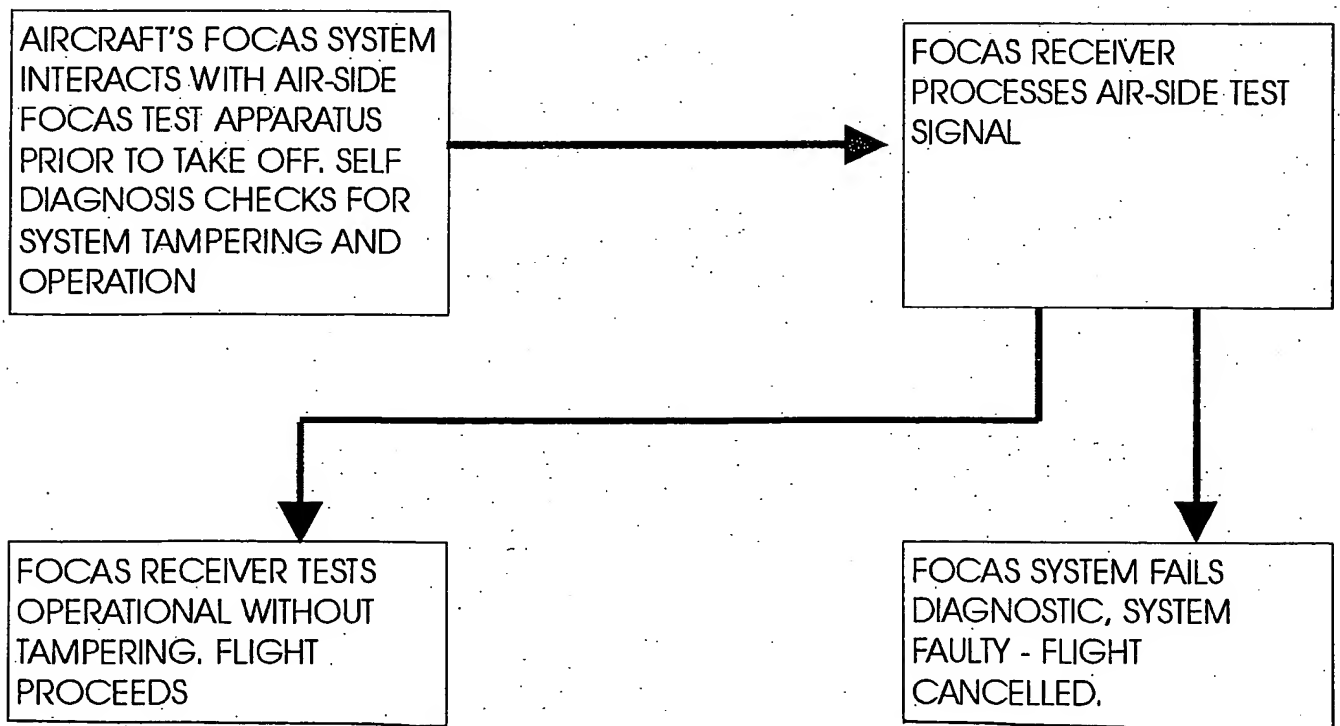 AIRCRAFT'S FOCAS SYSTEM
INTERACTS WITH AIR-SIDE
FOCAS TEST APPARATUS
PRIOR TO TAKE OFF. SELF
DIAGNOSIS CHECKS FOR
SYSTEM TAMPERING AND
OPERATION
FOCAS RECEIVER
PROCESSES AIR-SIDE TEST
SIGNAL
FOCAS RECEIVER TESTS
OPERATIONAL WITHOUT
TAMPERING. FLIGHT
PROCEEDS
FOCAS SYSTEM FAILS
DIAGNOSTIC, SYSTEM
FAULTY - FLIGHT
CANCELLED.